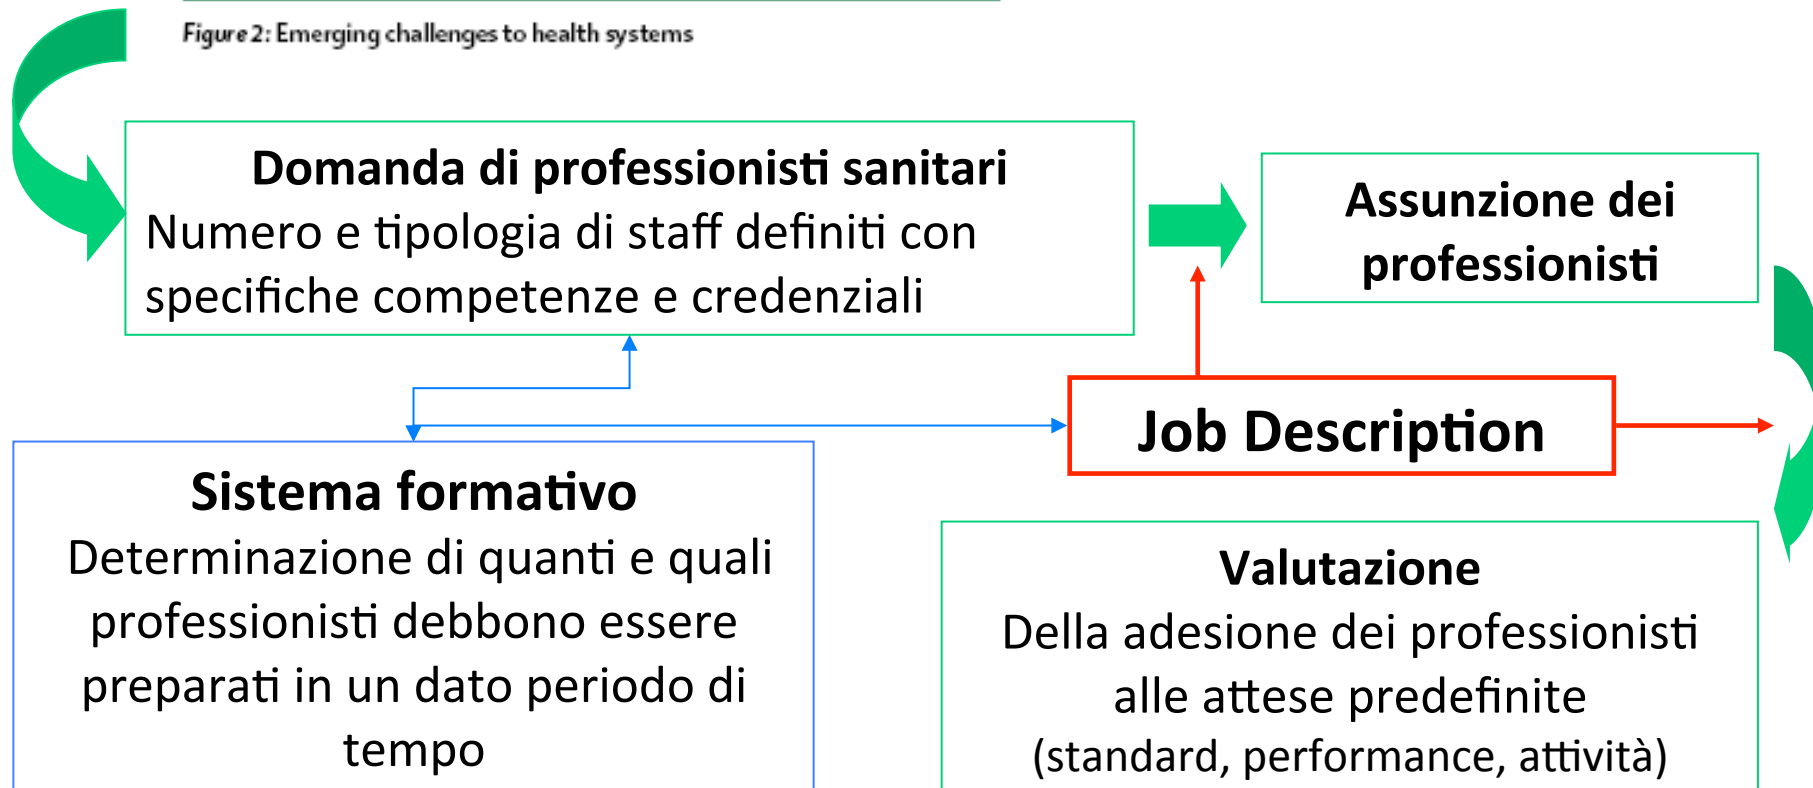 Figure 2: Emerging challenges to health systems
Domanda di professionisti sanitari
Numero e tipologia di staff definiti con
specifiche competenze e credenziali
Assunzione dei
professionisti
Job Description
Sistema formativo
Determinazione di quanti e quali
professionisti debbono essere
preparati in un dato periodo di
tempo
Valutazione
Della adesione dei professionisti
alle attese predefinite
(standard, performance, attività)